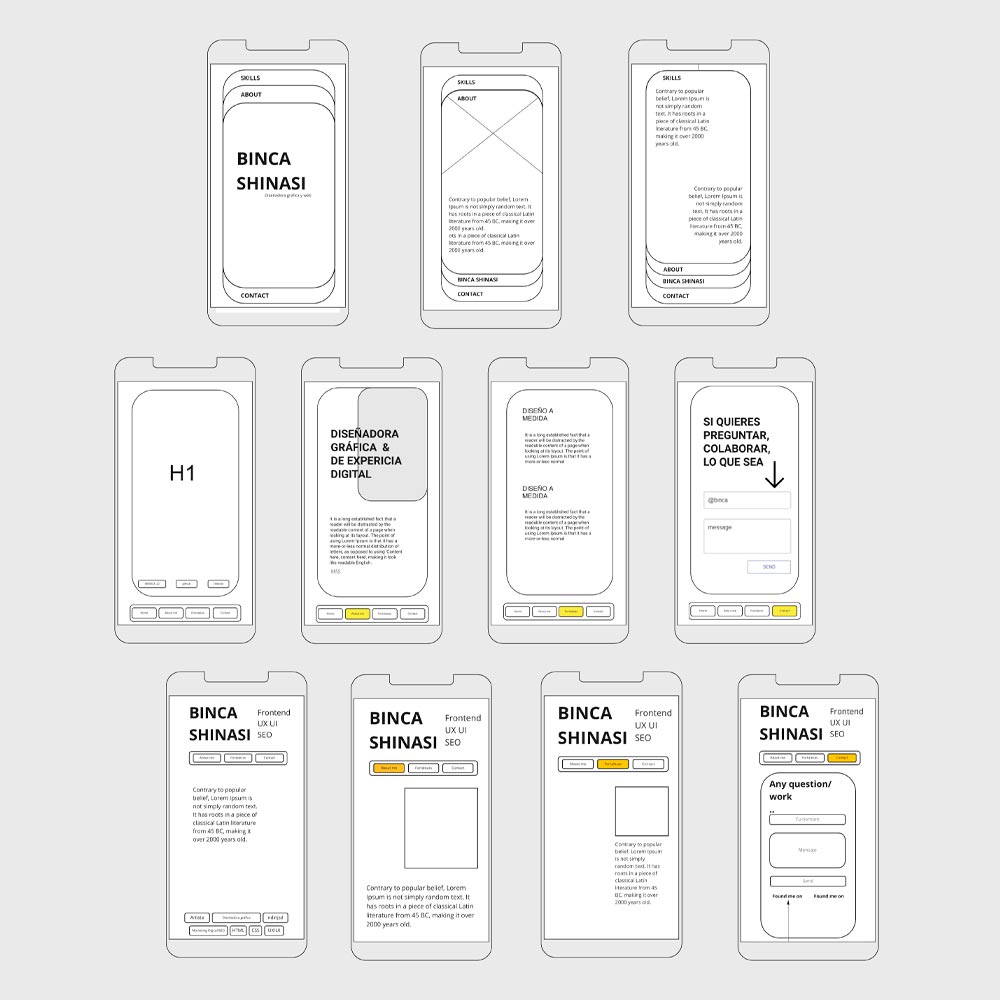 SKILLS
ABOUT
BINCA
SHINASI
Diseñadora gráfica y web
CONTACT
SKILLS
ABOUT
Contrary to popular belief, Lorem
Ipsum is not simply random text. It
has roots in a piece of classical Latin
literature from 45 BC, making it over
2000 years old.
ots in a piece of classical Latin
literature from 45 BC, making it over
2000 years old.
BINCA SHINASI
CONTACT
SKILLS
Contrary to popular
belief, Lorem Ipsum is
not simply random
text. It has roots in a
piece of classical Latin
literature from 45 BC,
making it over 2000
years old.
Contrary to popular
belief, Lorem Ipsum is
not simply random
text. It has roots in a
piece of classical Latin
literature from 45 BC,
making it over 2000
years old.
ABOUT
BINCA SHINASI
CONTACT
H1
Home
About me
Portafolio
Contact
DISEÑADORA
GRÁFICA &
DE EXPERICIA
DIGITAL
It is a long established fact that a
reader will be distracted by the
readable content of a page when
looking at its layout. The point of
using Lorem Ipsum is that it has a
more-or-less normal distribution of
letters, as opposed to using 'Content
here, content here', making it look
like readable English.
MÁS
Home
About me
Portafolio
Contact
DISEÑO A
MEDIDA
It is a long established fact that a
reader will be distracted by the
readable content of a page when
looking at its layout. The point of
using Lorem Ipsum is that it has a
more-or-less normal
DISEÑO A
MEDIDA
It is a long established fact that a
reader will be distracted by the
readable content of a page when
looking at its layout. The point of
using Lorem Ipsum is that it has a
more-or-less normal
Home
About me
Portafolio
Contact
SI QUIERES
PREGUNTAR,
COLABORAR,
LO QUE SEA
@binca
message
SEND
Home
About me
Portafolio
Contact
BINCA
SHINASI
Frontend
UX UI
SEO
About me
Portafolio
Contact
Contrary to popular
belief, Lorem Ipsum is
not simply random text.
It has roots in a piece of
classical Latin literature
from 45 BC, making it
over 2000 years old.
Artista
Diseñadora gráfica
HTML
CSS
UX UI
BINCA
SHINASI
Frontend
UX UI
SEO
About me
Portafolio
Contact
Contrary to popular belief, Lorem
Ipsum is not simply random text. It
has roots in a piece of classical Latin
literature from 45 BC, making it over
2000 years old.
BINCA
SHINASI
Frontend
UX UI
SEO
About me
Portafolio
Contact
Contrary to popular
belief, Lorem Ipsum
is not simply
random text. It has
roots in a piece of
classical Latin
literature from 45
BC, making it over
2000 years old.
BINCA
SHINASI
Frontend
UX UI
SEO
About me
Portafolio
Contact
Any question/
work
..
Tu nombre
Message
Send
Found me on
Found me on